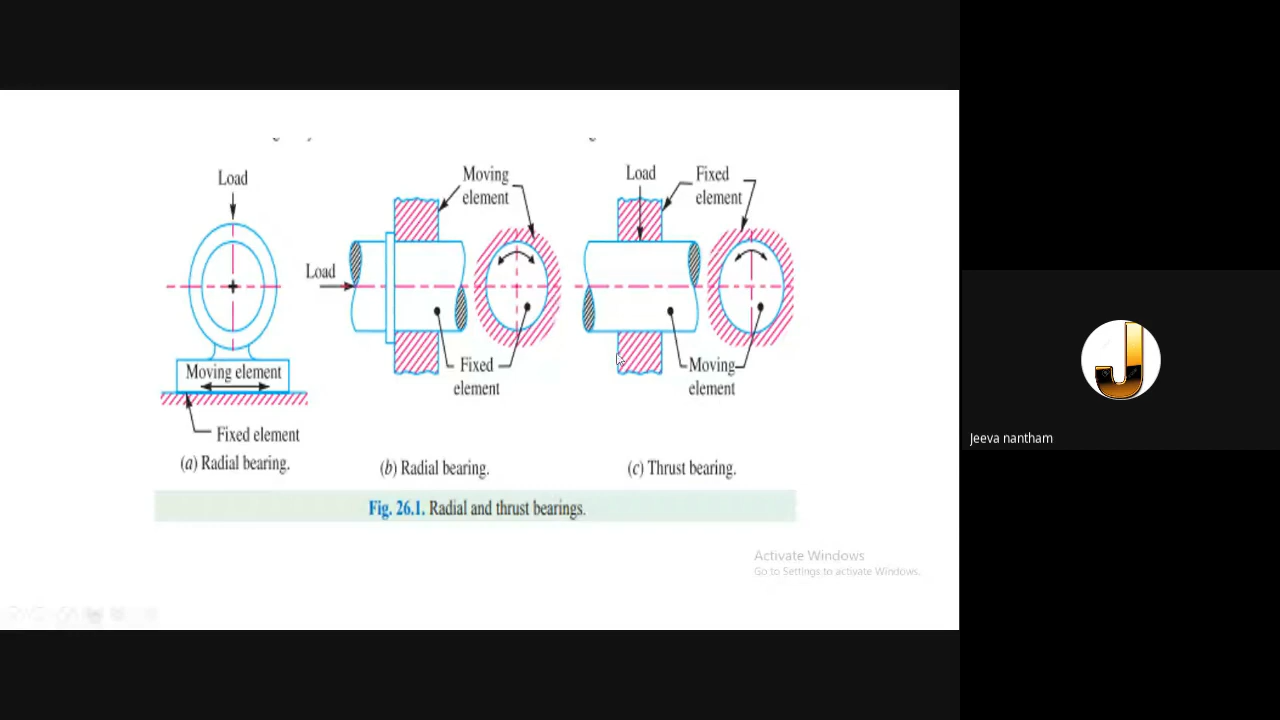 Load
Moving element
Fixed element
(a) Radial bearing.
Load
Moving
element
Fixed
element
(b) Radial bearing.
Load
Fixed
element
Moving
element
(c) Thrust bearing.
Fig. 26.1. Radial and thrust bearings.
Activate Windows
Go to Settings to activate Windows.
Jeeva nantham